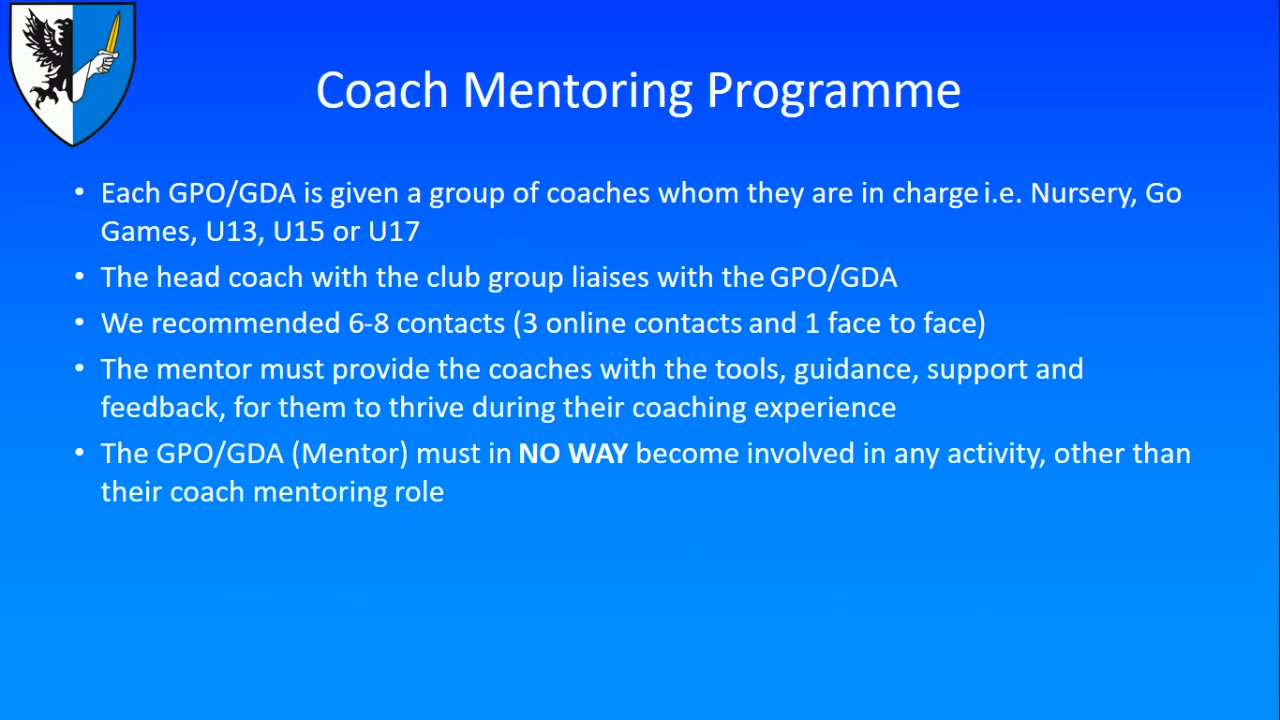 Coach Mentoring Programme
• Each GPO/GDA is given a group of coaches whom they are in charge i.e. Nursery, Go
Games, U13, U15 or U17
• The head coach with the club group liaises with the GPO/GDA
• We recommended 6-8 contacts (3 online contacts and 1 face to face)
• The mentor must provide the coaches with the tools, guidance, support and
feedback, for them to thrive during their coaching experience
• The GPO/GDA (Mentor) must in NO WAY become involved in any activity, other than
their coach mentoring role